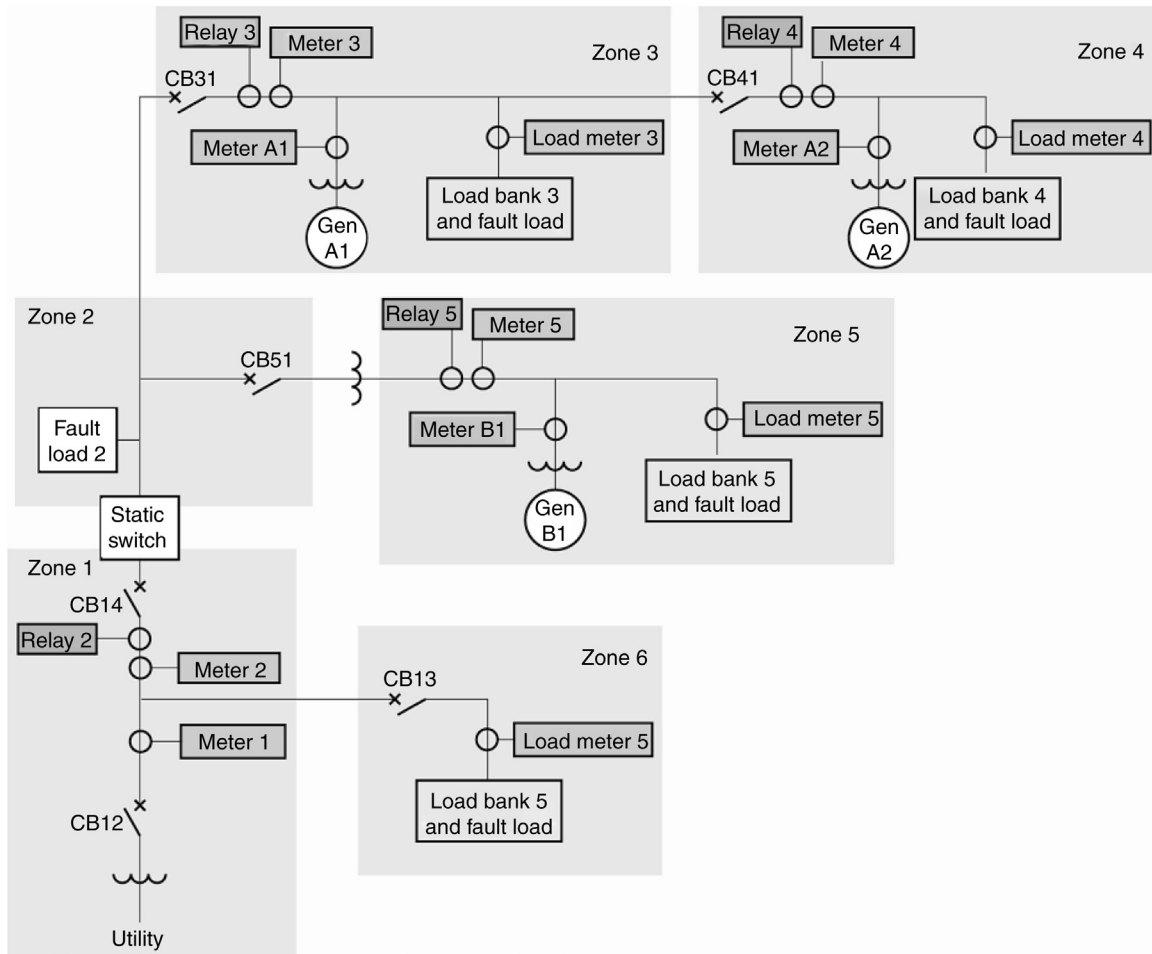 Relay 3
Meter 3
Zone 3
CB31
Meter A1
Load meter 3
Load bank 3
and fault load
Gen
A1
Relay 4
Meter 4
Zone 4
CB41
Meter A2
Load meter 4
Load bank 4
and fault load
Gen
A2
Zone 2
CB51
Fault
load 2
Static
switch
Relay 5
Meter 5
Zone 5
Meter B1
Load meter 5
Load bank 5
and fault load
Gen
B1
Zone 1
CB14
Relay 2
Meter 2
Meter 1
CB12
Utility
Zone 6
CB13
Load meter 5
Load bank 5
and fault load